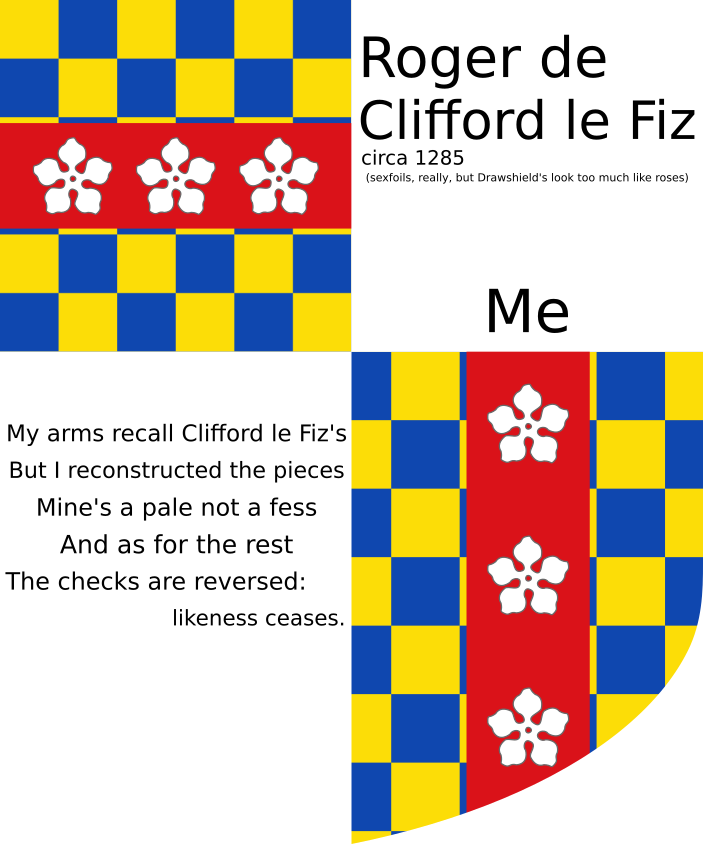 Roger de
Clifford le Fiz
circa 1285
(sexfoils, really, but Drawshield's look too much like roses)
Me
My arms recall Clifford le Fiz's
But I reconstructed the pieces
Mine's a pale not a fess
And as for the rest
The checks are reversed:
likeness ceases.